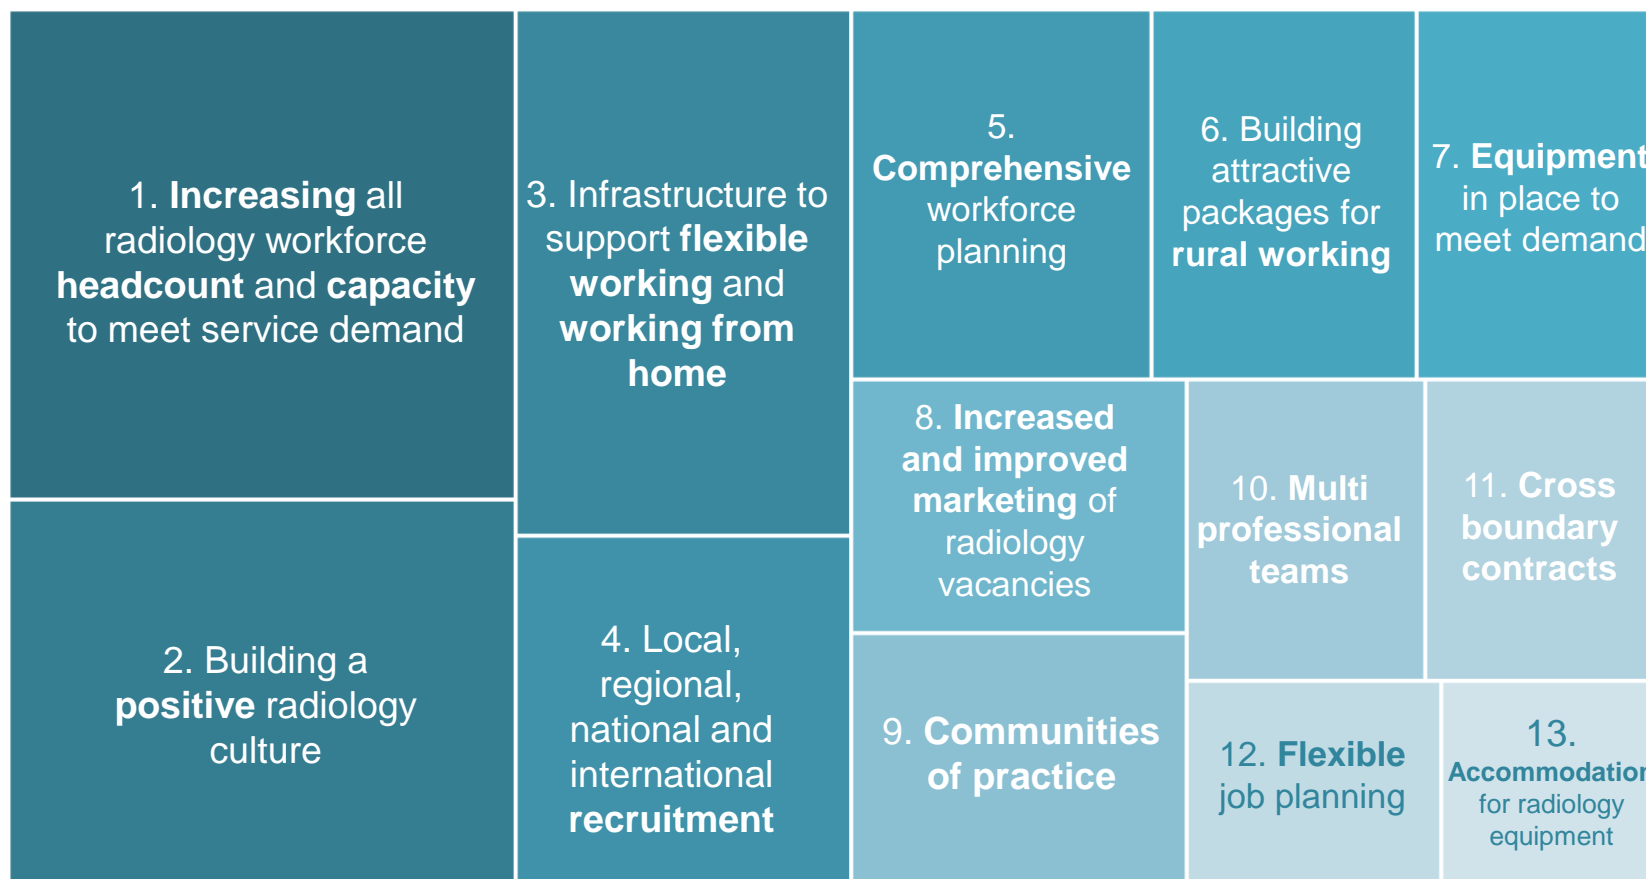 1. Increasing all
radiology workforce
headcount and capacity
to meet service demand
2. Building a
positive radiology
culture
3. Infrastructure to
support flexible
working and
working from
home
4. Local,
regional,
national and
international
recruitment
5.
Comprehensive
workforce
planning
6. Building
attractive
packages for
rural working
7. Equipment
in place to
meet demand
8. Increased
and improved
marketing of
radiology
vacancies
9. Communities
of practice
10. Multi
professional
teams
11. Cross
boundary
contracts
12. Flexible
job planning
13.
Accommodation
for radiology
equipment